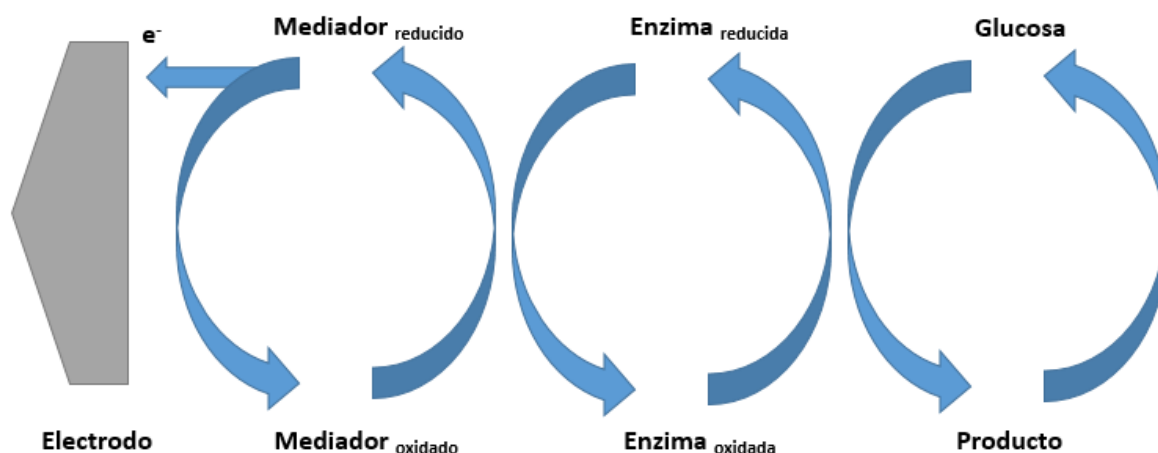 e- Mediador reducido Enzima reducida Glucosa
Electrodo Mediador oxidado Enzima oxidada Producto